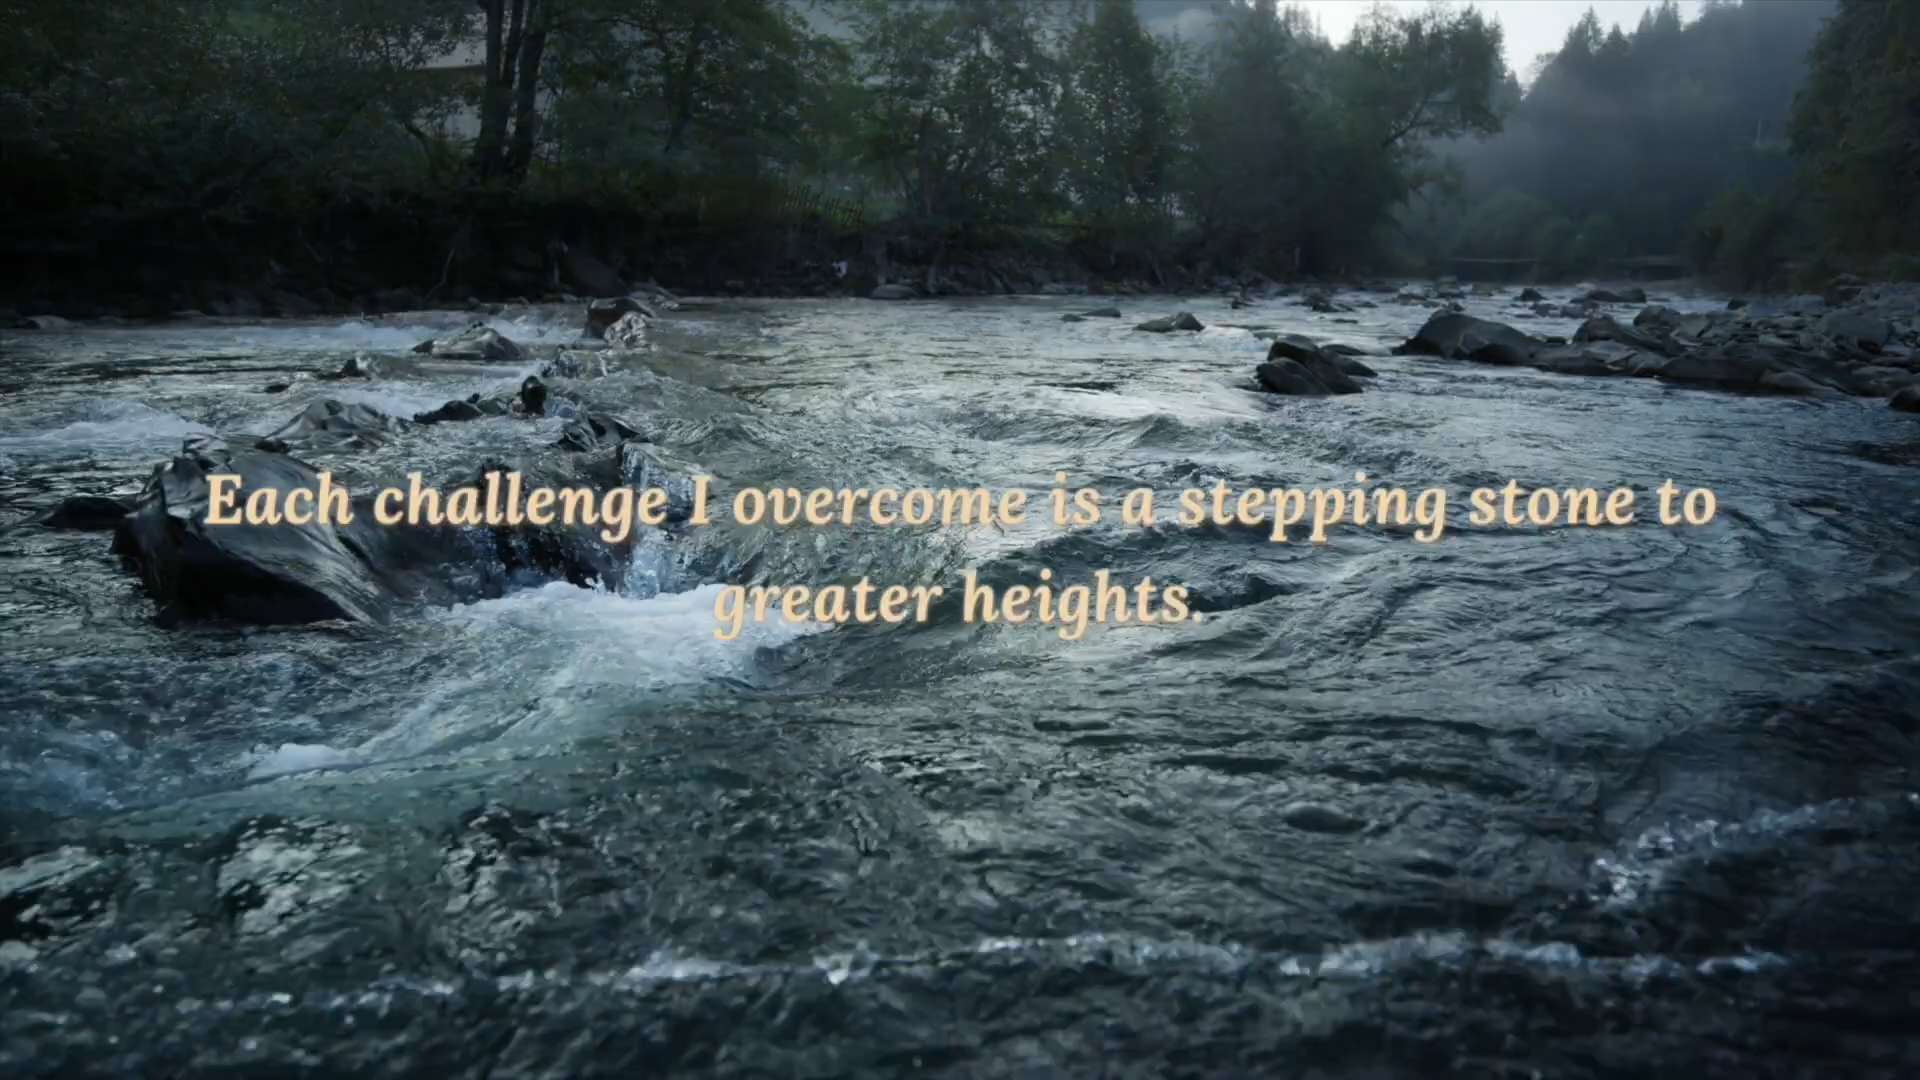 Each challenge I overcome is a stepping stone to
greater heights.